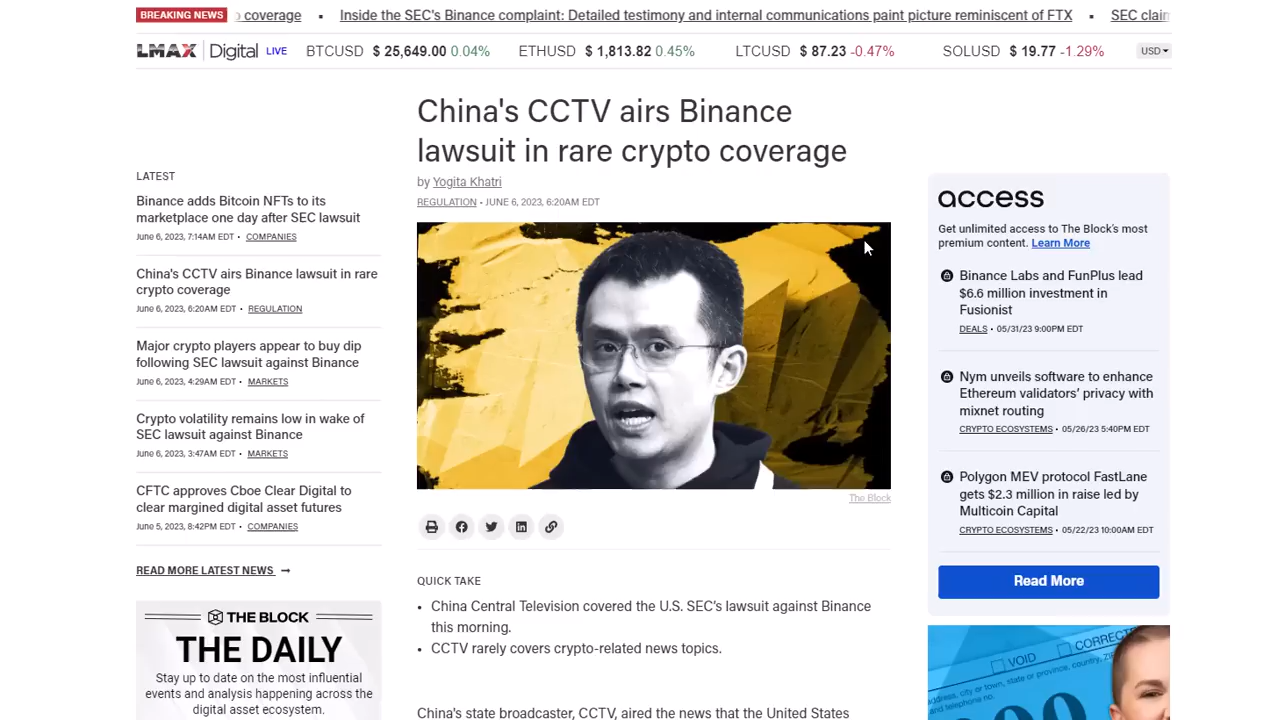 BREAKING NEWS
coverage ▪ Inside the SEC's Binance complaint: Detailed testimony and internal communications paint picture reminiscent of FTX ▪ SEC
LMAX Digital LIVE BTCUSD $ 25,649.00 0.04% ETHUSD $ 1,813.82 0.45% LTCUSD $ 87.23 -0.47% SOLUSD $ 19.77 -1.29% USD
China's CCTV airs Binance
lawsuit in rare crypto coverage
by Yogita Khatri
REGULATION • JUNE 6, 2023, 6:20AM EDT
LATEST
Binance adds Bitcoin NFTs to its
marketplace one day after SEC lawsuit
June 6, 2023, 7:14AM EDT • COMPANIES
China's CCTV airs Binance lawsuit in rare
crypto coverage
June 6, 2023, 6:20AM EDT • REGULATION
Major crypto players appear to buy dip
following SEC lawsuit against Binance
June 6, 2023, 4:29AM EDT • MARKETS
Crypto volatility remains low in wake of
SEC lawsuit against Binance
June 6, 2023, 3:47AM EDT • MARKETS
CFTC approves Cboe Clear Digital to
clear margined digital asset futures
June 5, 2023, 8:42PM EDT • COMPANIES
READ MORE LATEST NEWS →
THE BLOCK
THE DAILY
Stay up to date on the most influential
events and analysis happening across the
digital asset ecosystem.
The Block
QUICK TAKE
• China Central Television covered the U.S. SEC's lawsuit against Binance
this morning.
• CCTV rarely covers crypto-related news topics.
China's state broadcaster, CCTV, aired the news that the United States
access
Get unlimited access to The Block's most
premium content. Learn More
Binance Labs and FunPlus lead
$6.6 million investment in
Fusionist
DEALS • 05/31/23 9:00PM EDT
Nym unveils software to enhance
Ethereum validators' privacy with
mixnet routing
CRYPTO ECOSYSTEMS • 05/26/23 5:40PM EDT
Polygon MEV protocol FastLane
gets $2.3 million in raise led by
Multicoin Capital
CRYPTO ECOSYSTEMS • 05/22/23 10:00AM EDT
Read More
VOID
address, city or town, state or province, country, ZIP
and telephone no.